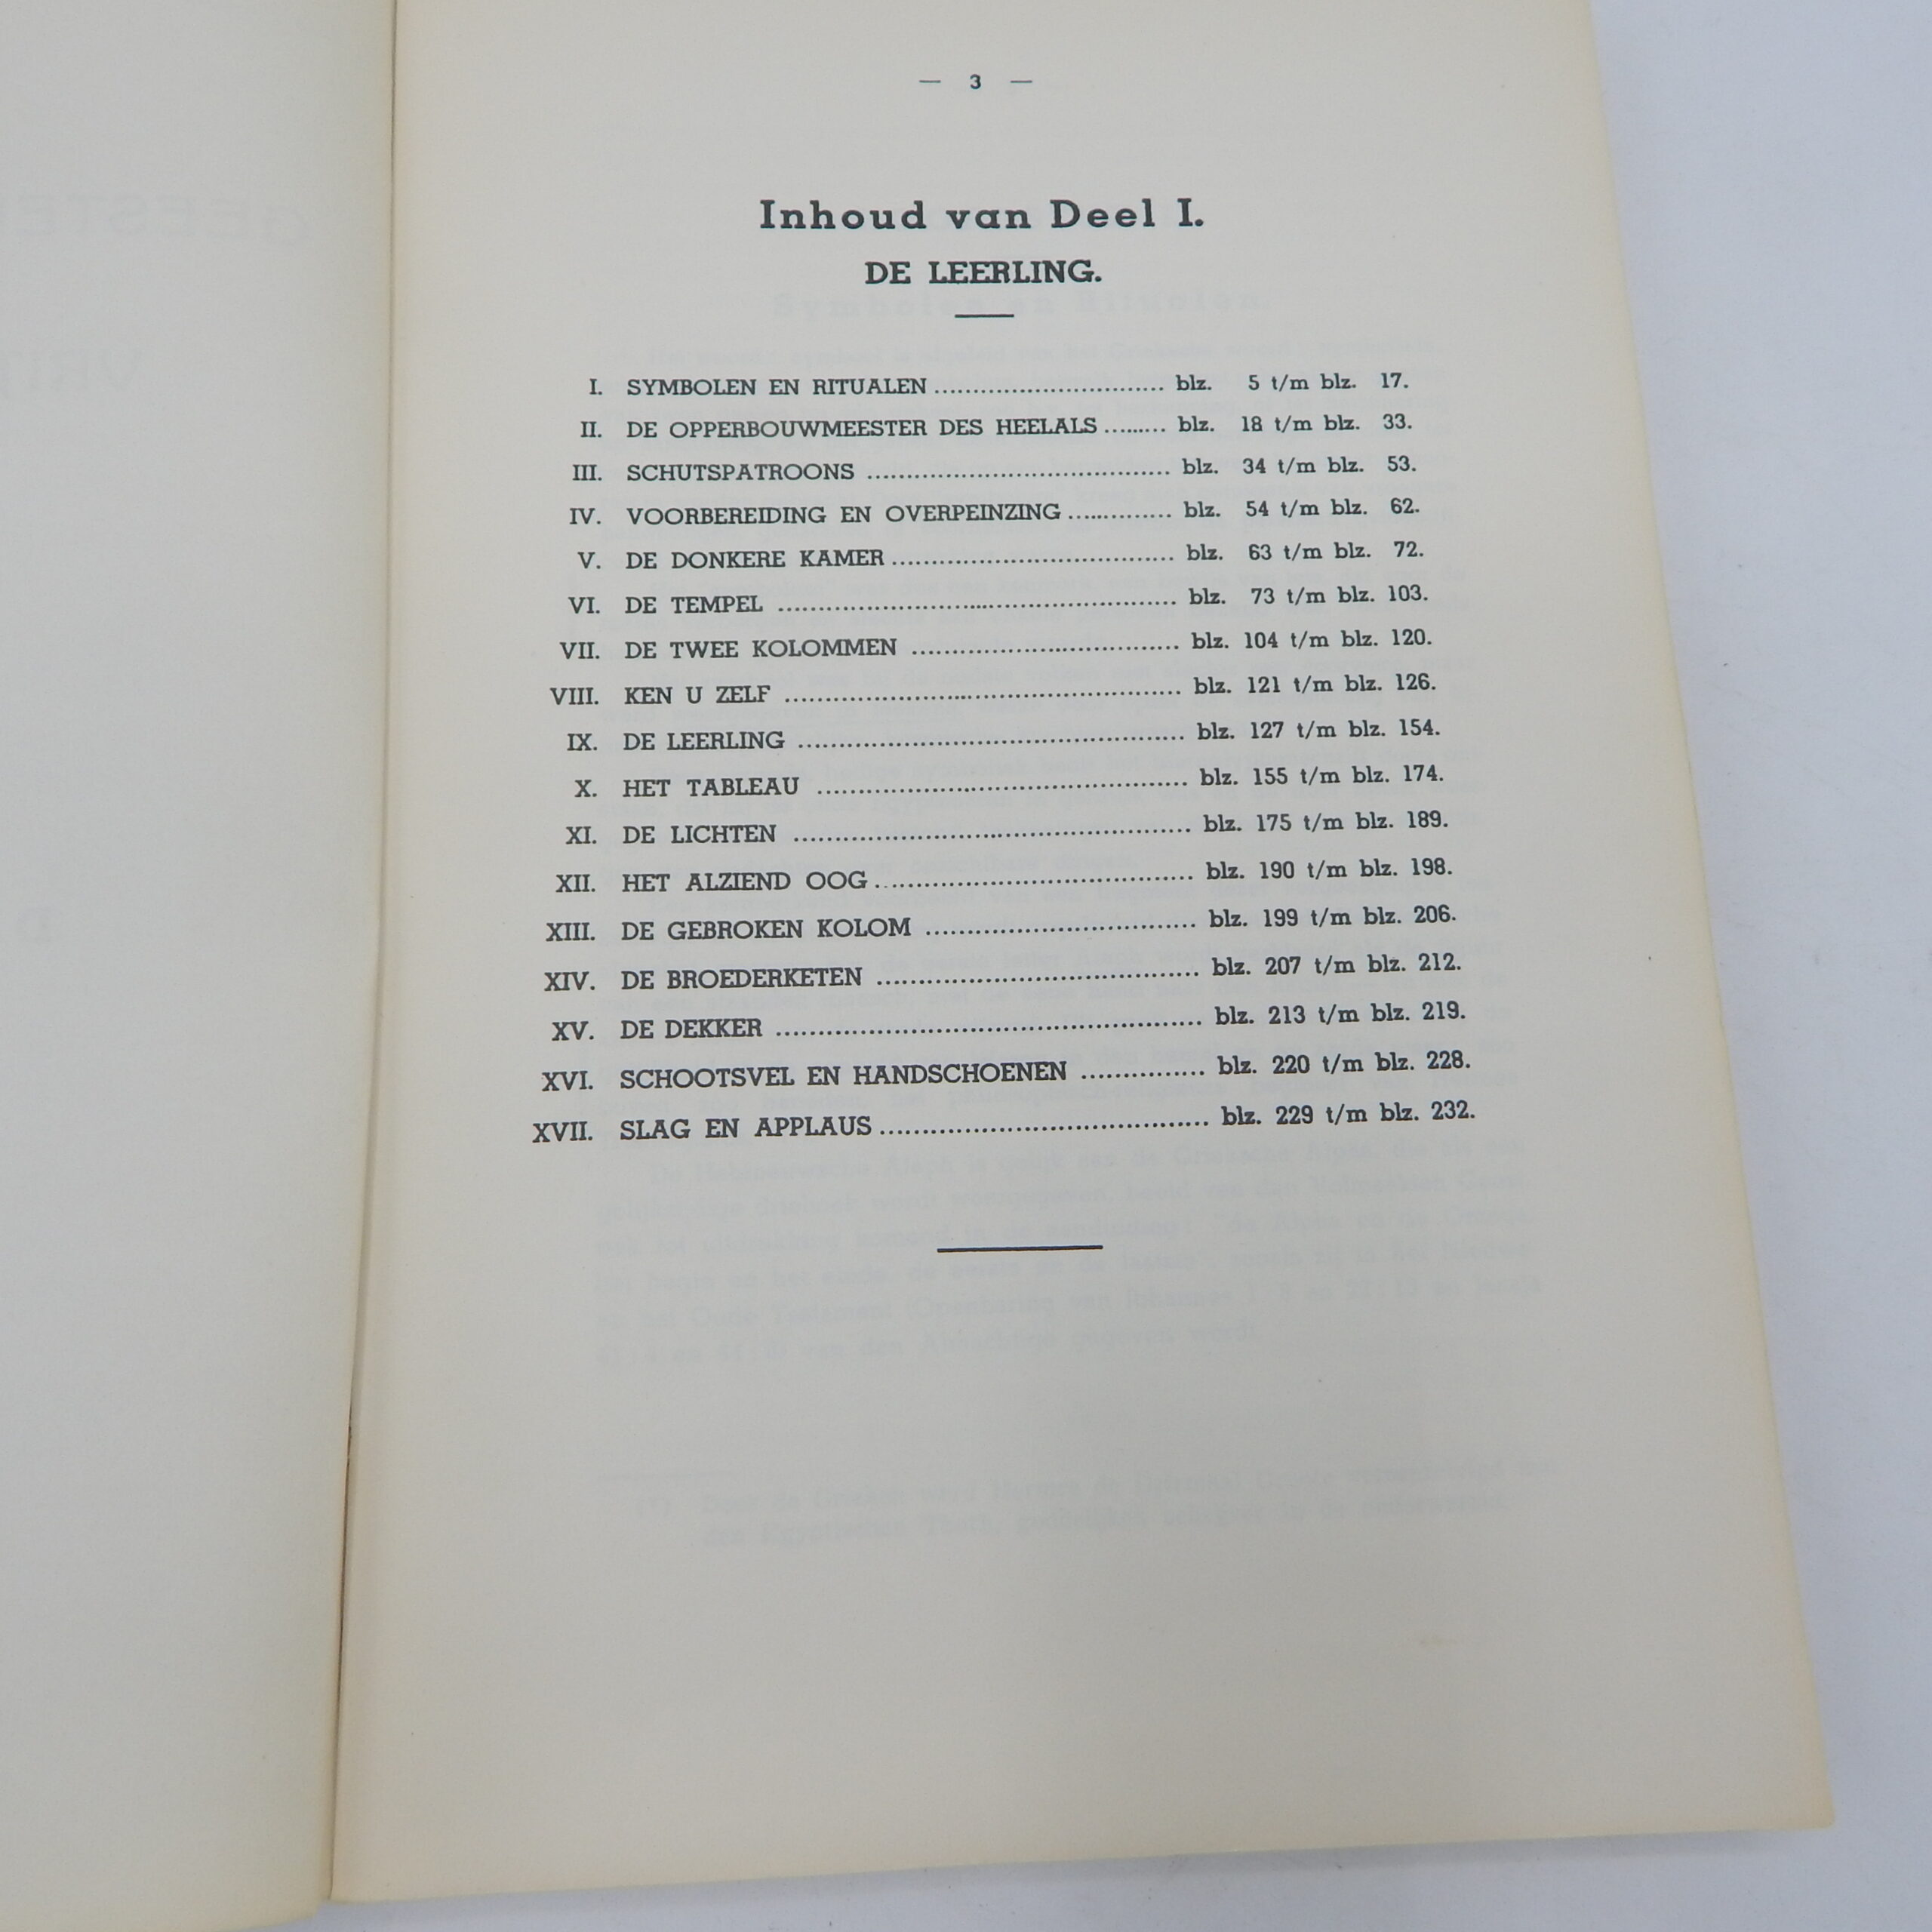 — 3 —
Inhoud van Deel I.
DE LEERLING.
I. SYMBOLEN EN RITUALEN ............................ blz. 5 t/m blz. 17.
II. DE OPPERBOUWMEESTER DES HEELALS ........ blz. 18 t/m blz. 33.
III. SCHUTSPATROONS ..................................... blz. 34 t/m blz. 53.
IV. VOORBEREIDING EN OVERPEINZING ............. blz. 54 t/m blz. 62.
V. DE DONKERE KAMER ................................... blz. 63 t/m blz. 72.
VI. DE TEMPEL ................................................. blz. 73 t/m blz. 103.
VII. DE TWEE KOLOMMEN ................................. blz. 104 t/m blz. 120.
VIII. KEN U ZELF ................................................. blz. 121 t/m blz. 126.
IX. DE LEERLING ............................................... blz. 127 t/m blz. 154.
X. HET TABLEAU .............................................. blz. 155 t/m blz. 174.
XI. DE LICHTEN ................................................. blz. 175 t/m blz. 189.
XII. HET ALZIEND OOG ....................................... blz. 190 t/m blz. 198.
XIII. DE GEBROKEN KOLOM ................................. blz. 199 t/m blz. 206.
XIV. DE BROEDERKETEN ....................................... blz. 207 t/m blz. 212.
XV. DE DEKKER .................................................... blz. 213 t/m blz. 219.
XVI. SCHOOTSVEL EN HANDSCHOENEN ............... blz. 220 t/m blz. 228.
XVII. SLAG EN APPLAUS ........................................ blz. 229 t/m blz. 232.